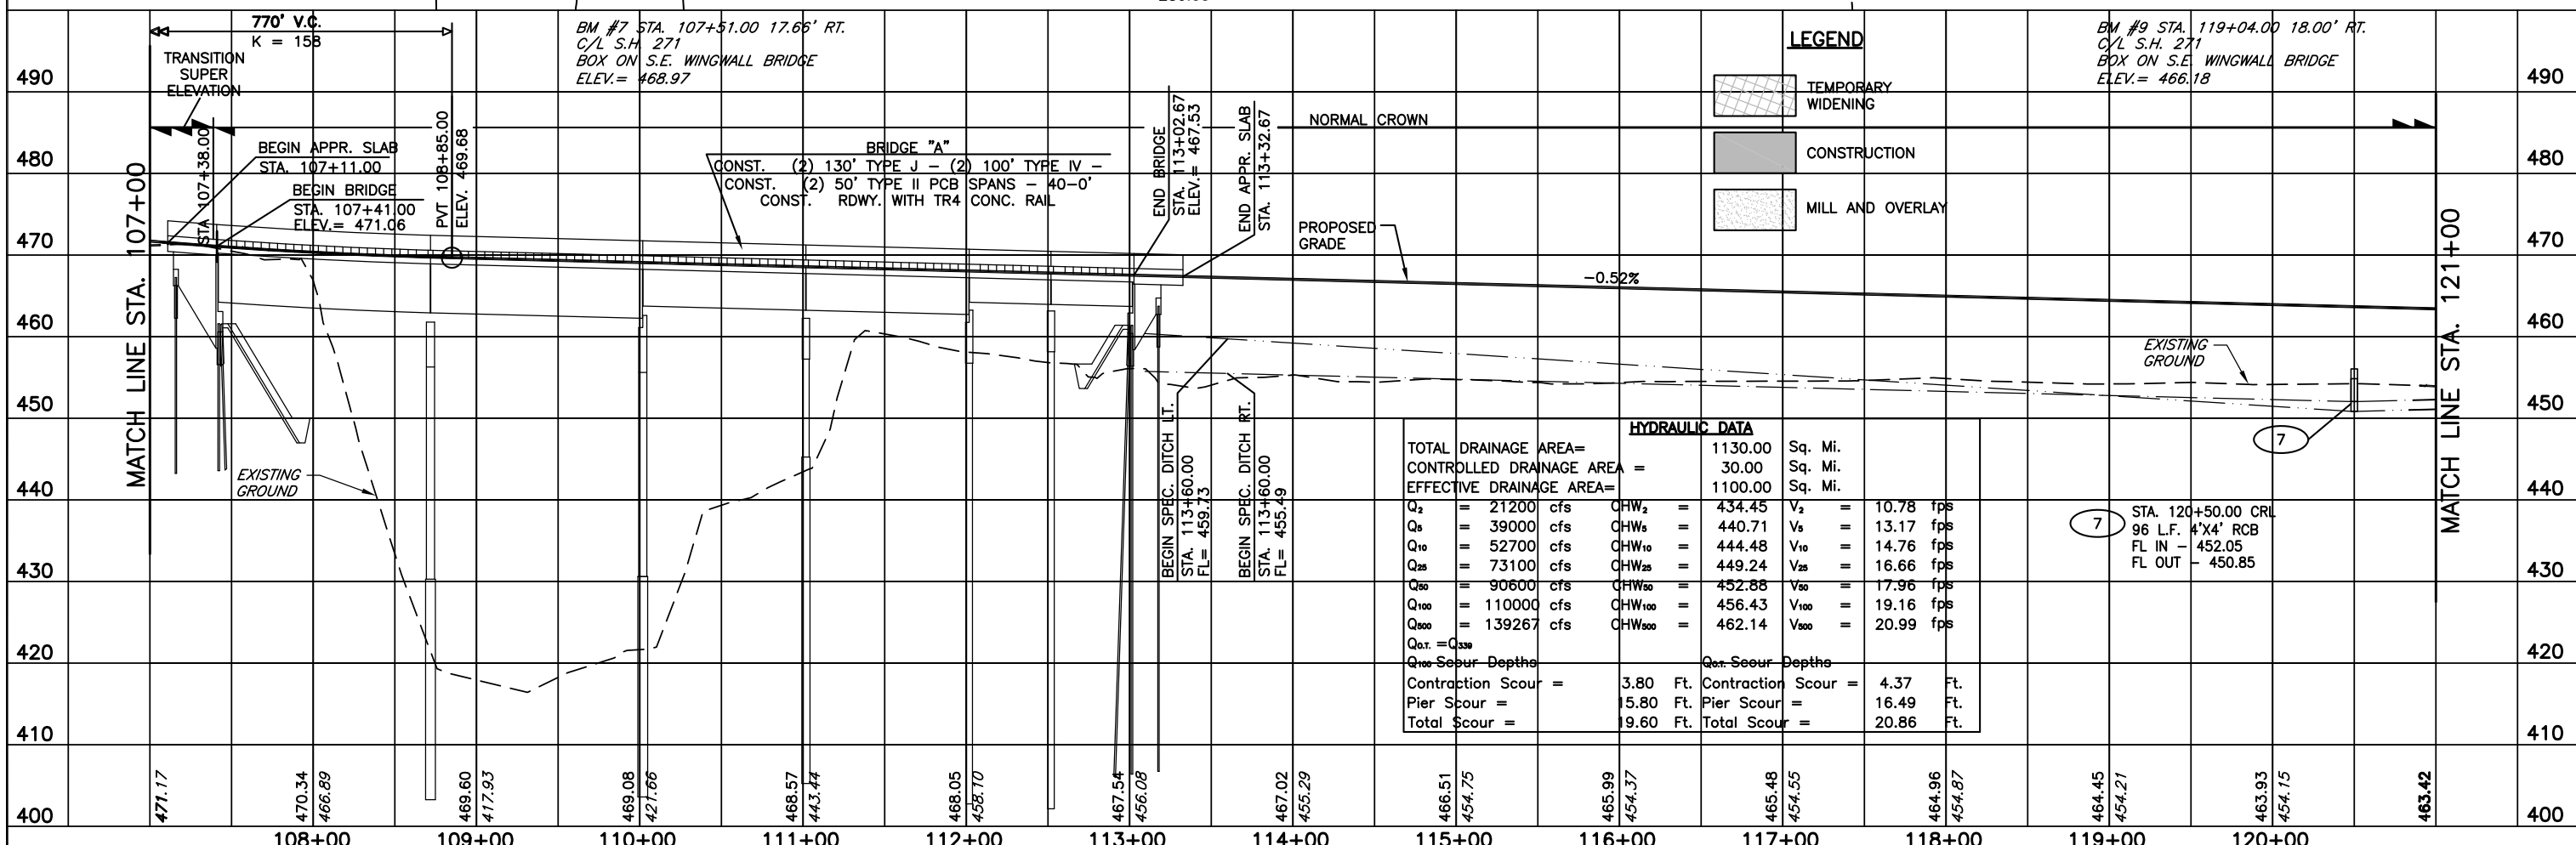 770' V.C.
K = 158
TRANSITION
SUPER
ELEVATION
BM #7 STA. 107+51.00 17.66' RT.
C/L S.H. 271
BOX ON S.E. WINGWALL BRIDGE
ELEV.= 468.97
LEGEND
TEMPORARY
WIDENING
CONSTRUCTION
MILL AND OVERLAY
BM #9 STA. 119+04.00 18.00' RT.
C/L S.H. 271
BOX ON S.E. WINGWALL BRIDGE
ELEV.= 466.18
490
480
470
460
450
440
430
420
410
400
490
480
470
460
450
440
430
420
410
400
MATCH LINE STA. 107+00
STA 107+38.00
BEGIN APPR. SLAB
STA. 107+11.00
BEGIN BRIDGE
STA. 107+41.00
ELEV.= 471.06
PVT 108+85.00
ELEV. 469.68
BRIDGE "A"
CONST. (2) 130' TYPE J - (2) 100' TYPE IV -
CONST. (2) 50' TYPE II PCB SPANS - 40-0'
CONST. RDWY. WITH TR4 CONC. RAIL
END BRIDGE
STA. 113+02.67
ELEV.= 467.53
END APPR. SLAB
STA. 113+32.67
NORMAL CROWN
PROPOSED
GRADE
-0.52%
EXISTING
GROUND
EXISTING
GROUND
BEGIN SPEC. DITCH LT.
STA. 113+60.00
FL= 459.73
BEGIN SPEC. DITCH RT.
STA. 113+60.00
FL= 455.49
HYDRAULIC DATA
TOTAL DRAINAGE AREA= 1130.00 Sq. Mi.
CONTROLLED DRAINAGE AREA = 30.00 Sq. Mi.
EFFECTIVE DRAINAGE AREA= 1100.00 Sq. Mi.
Q2 = 21200 cfs CHW2 = 434.45 V2 = 10.78 fps
Q5 = 39000 cfs CHW5 = 440.71 V5 = 13.17 fps
Q10 = 52700 cfs CHW10 = 444.48 V10 = 14.76 fps
Q25 = 73100 cfs CHW25 = 449.24 V25 = 16.66 fps
Q50 = 90600 cfs CHW50 = 452.88 V50 = 17.96 fps
Q100 = 110000 cfs CHW100 = 456.43 V100 = 19.16 fps
Q500 = 139267 cfs CHW500 = 462.14 V500 = 20.99 fps
QO.T. =Q339
Q100 Scour Depths QO.T. Scour Depths
Contraction Scour = 3.80 Ft. Contraction Scour = 4.37 Ft.
Pier Scour = 15.80 Ft. Pier Scour = 16.49 Ft.
Total Scour = 19.60 Ft. Total Scour = 20.86 Ft.
7
7
STA. 120+50.00 CRL
96 L.F. 4'X4' RCB
FL IN - 452.05
FL OUT - 450.85
MATCH LINE STA. 121+00
471.17
470.34
466.89
469.60
417.93
469.08
421.66
468.57
443.44
468.05
458.10
467.54
456.08
467.02
455.29
466.51
454.75
465.99
454.37
465.48
454.55
464.96
454.87
464.45
454.21
463.93
454.15
463.42
108+00 109+00 110+00 111+00 112+00 113+00 114+00 115+00 116+00 117+00 118+00 119+00 120+00